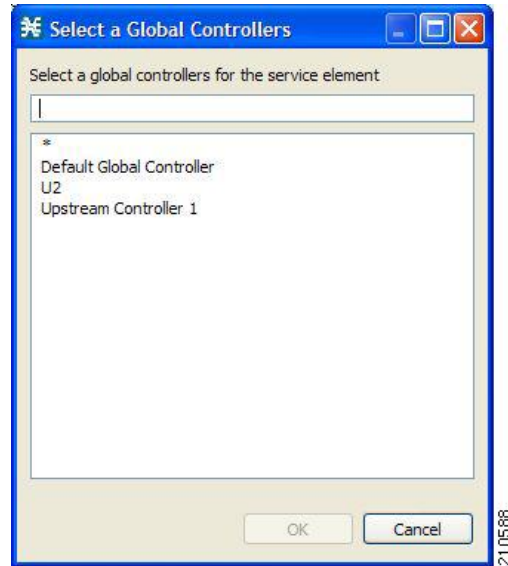 Select a Global Controllers
Select a global controllers for the service element
*
Default Global Controller
U2
Upstream Controller 1
OK
Cancel
210588